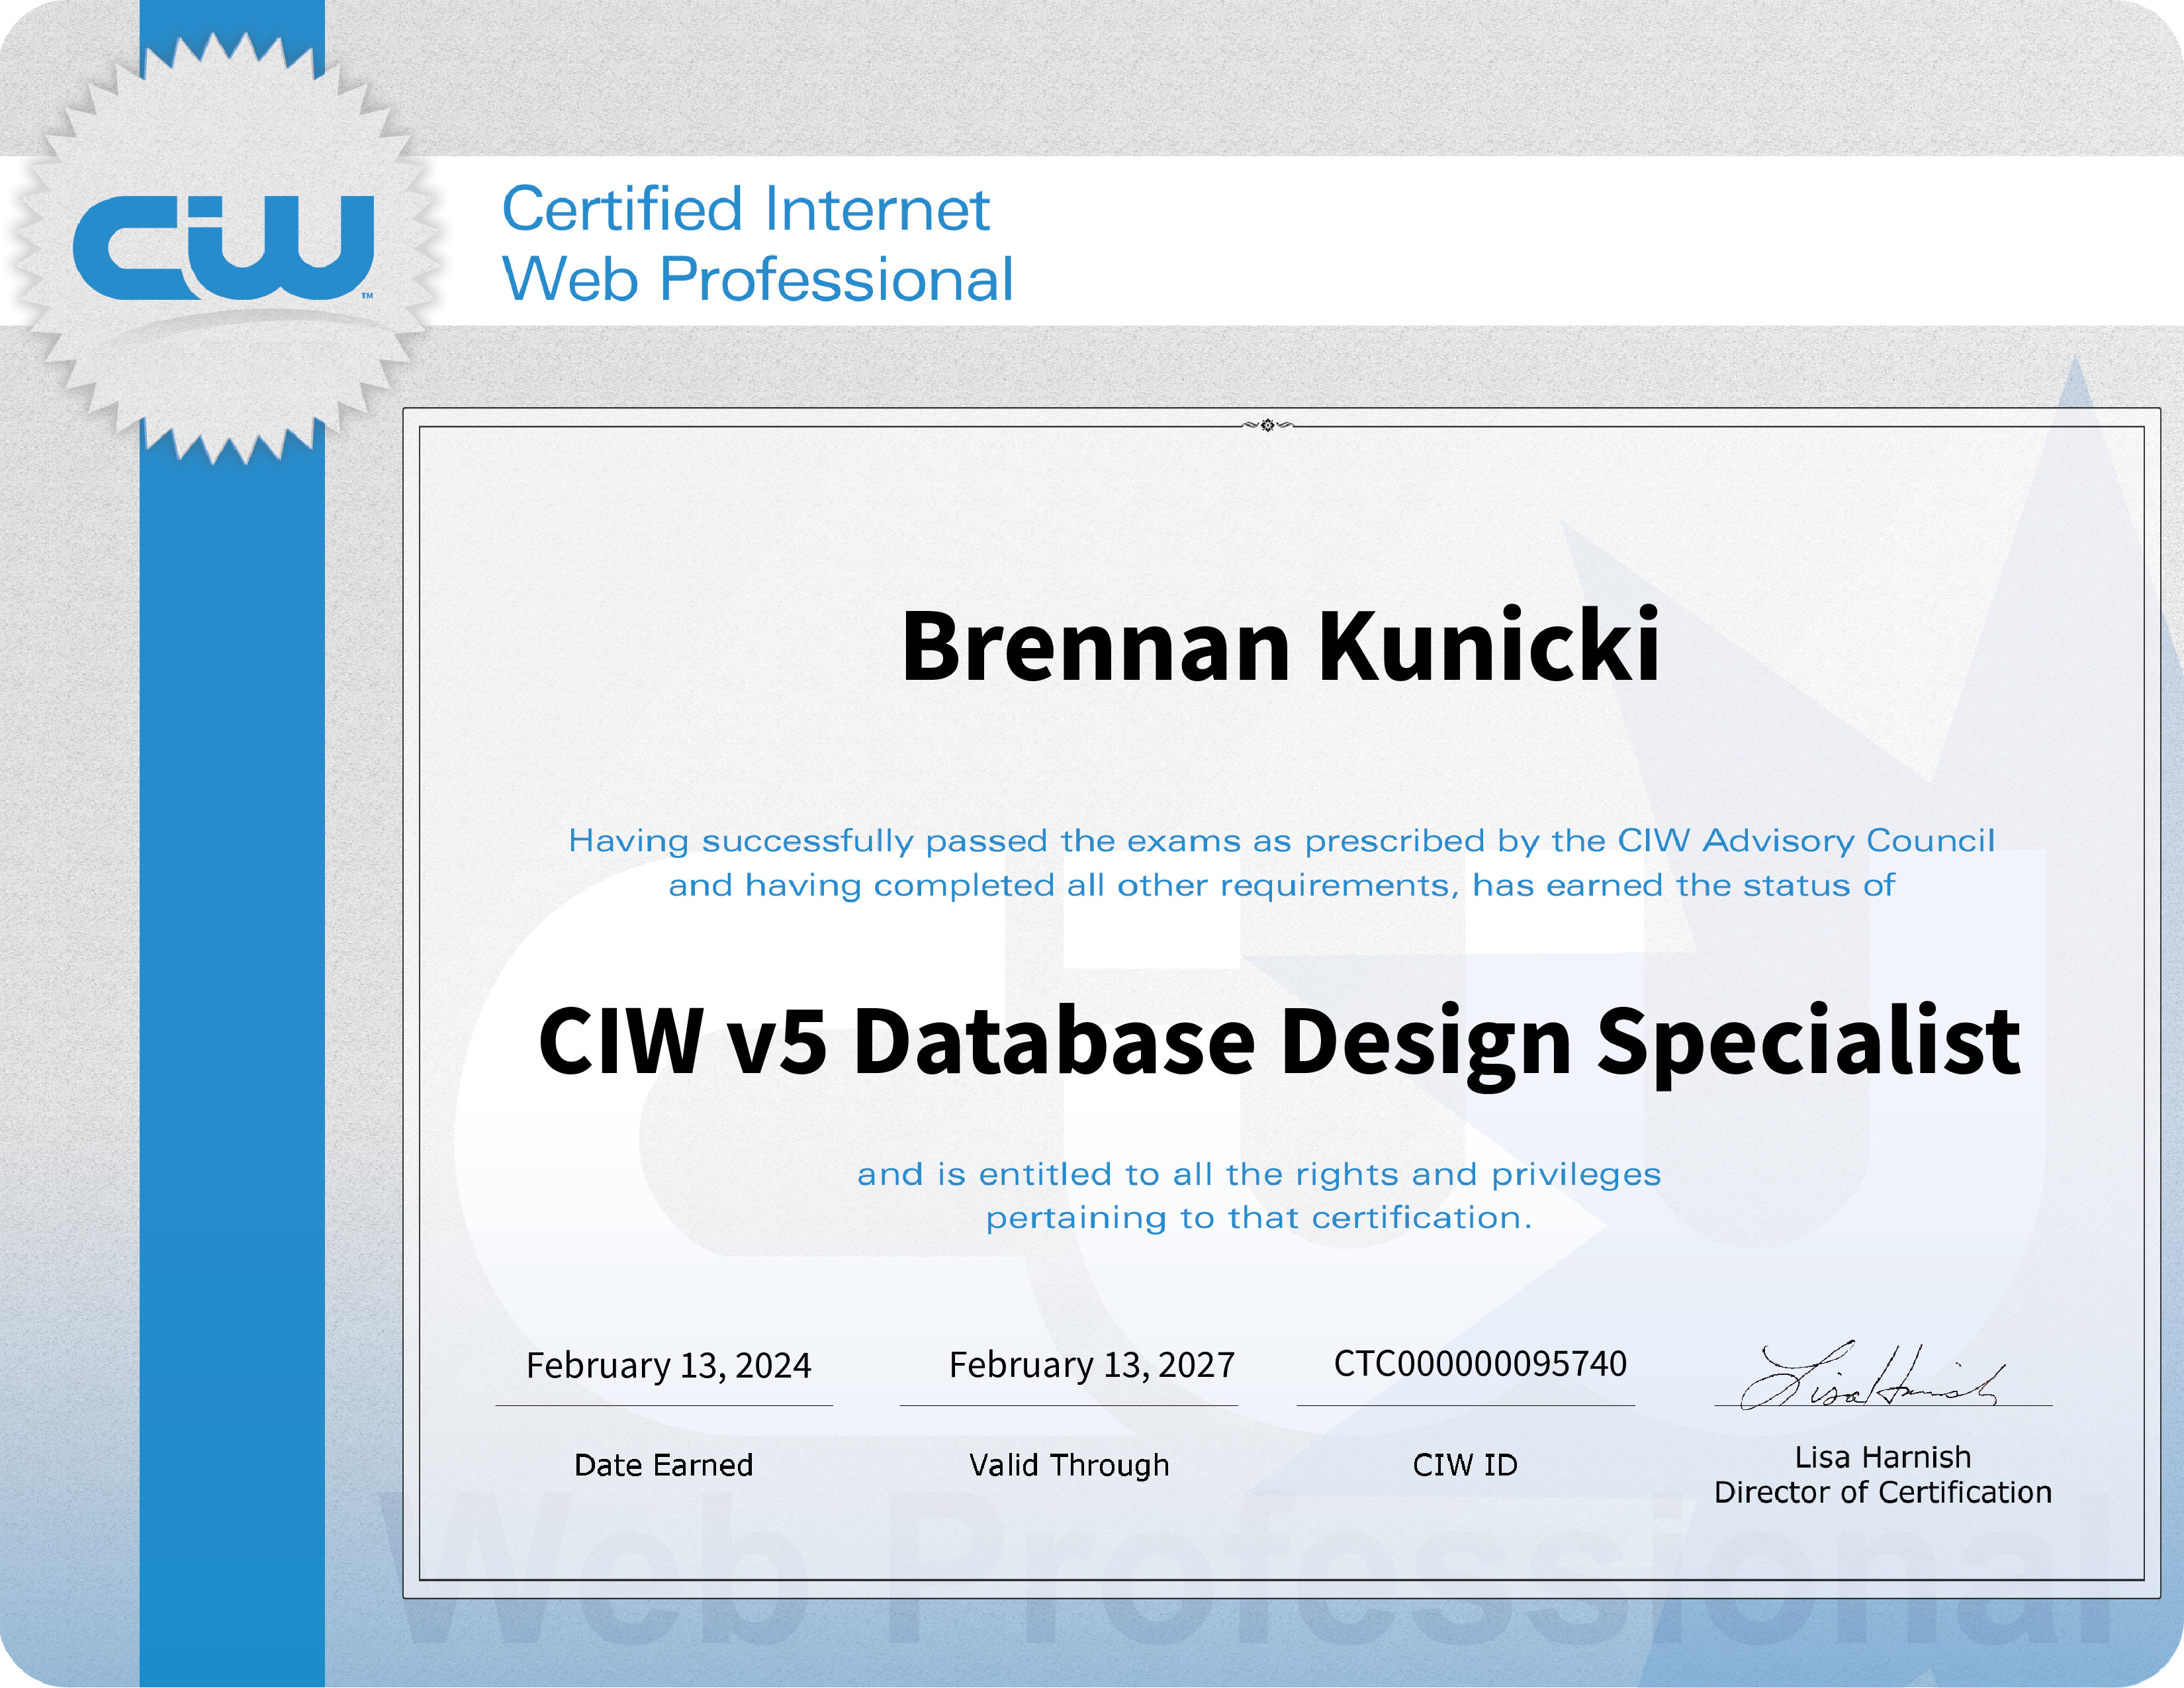 CIW™
Certified Internet
Web Professional
Brennan Kunicki
Having successfully passed the exams as prescribed by the CIW Advisory Council
and having completed all other requirements, has earned the status of
CIW v5 Database Design Specialist
and is entitled to all the rights and privileges
pertaining to that certification.
February 13, 2024
Date Earned
February 13, 2027
Valid Through
CTC000000095740
CIW ID
Lisa Harnish
Lisa Harnish
Director of Certification
Web Professional